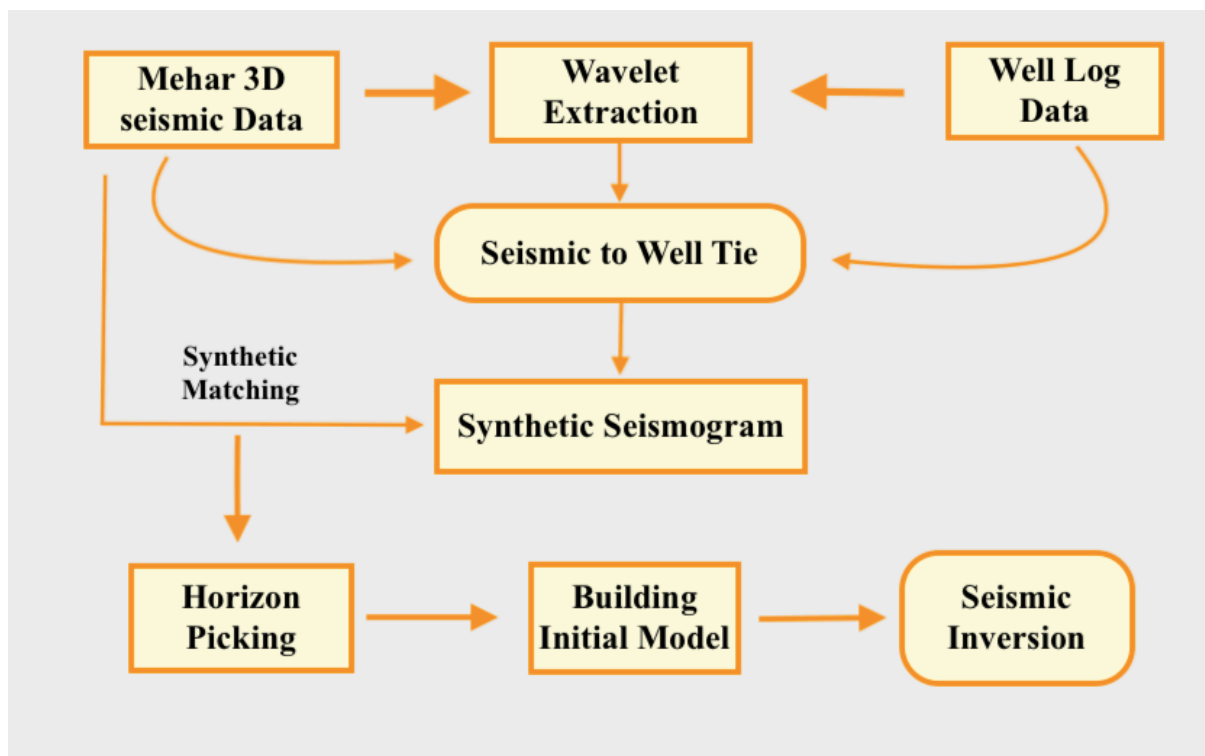 Mehar 3D
seismic Data
Wavelet
Extraction
Well Log
Data
Seismic to Well Tie
Synthetic
Matching
Synthetic Seismogram
Horizon
Picking
Building
Initial Model
Seismic
Inversion